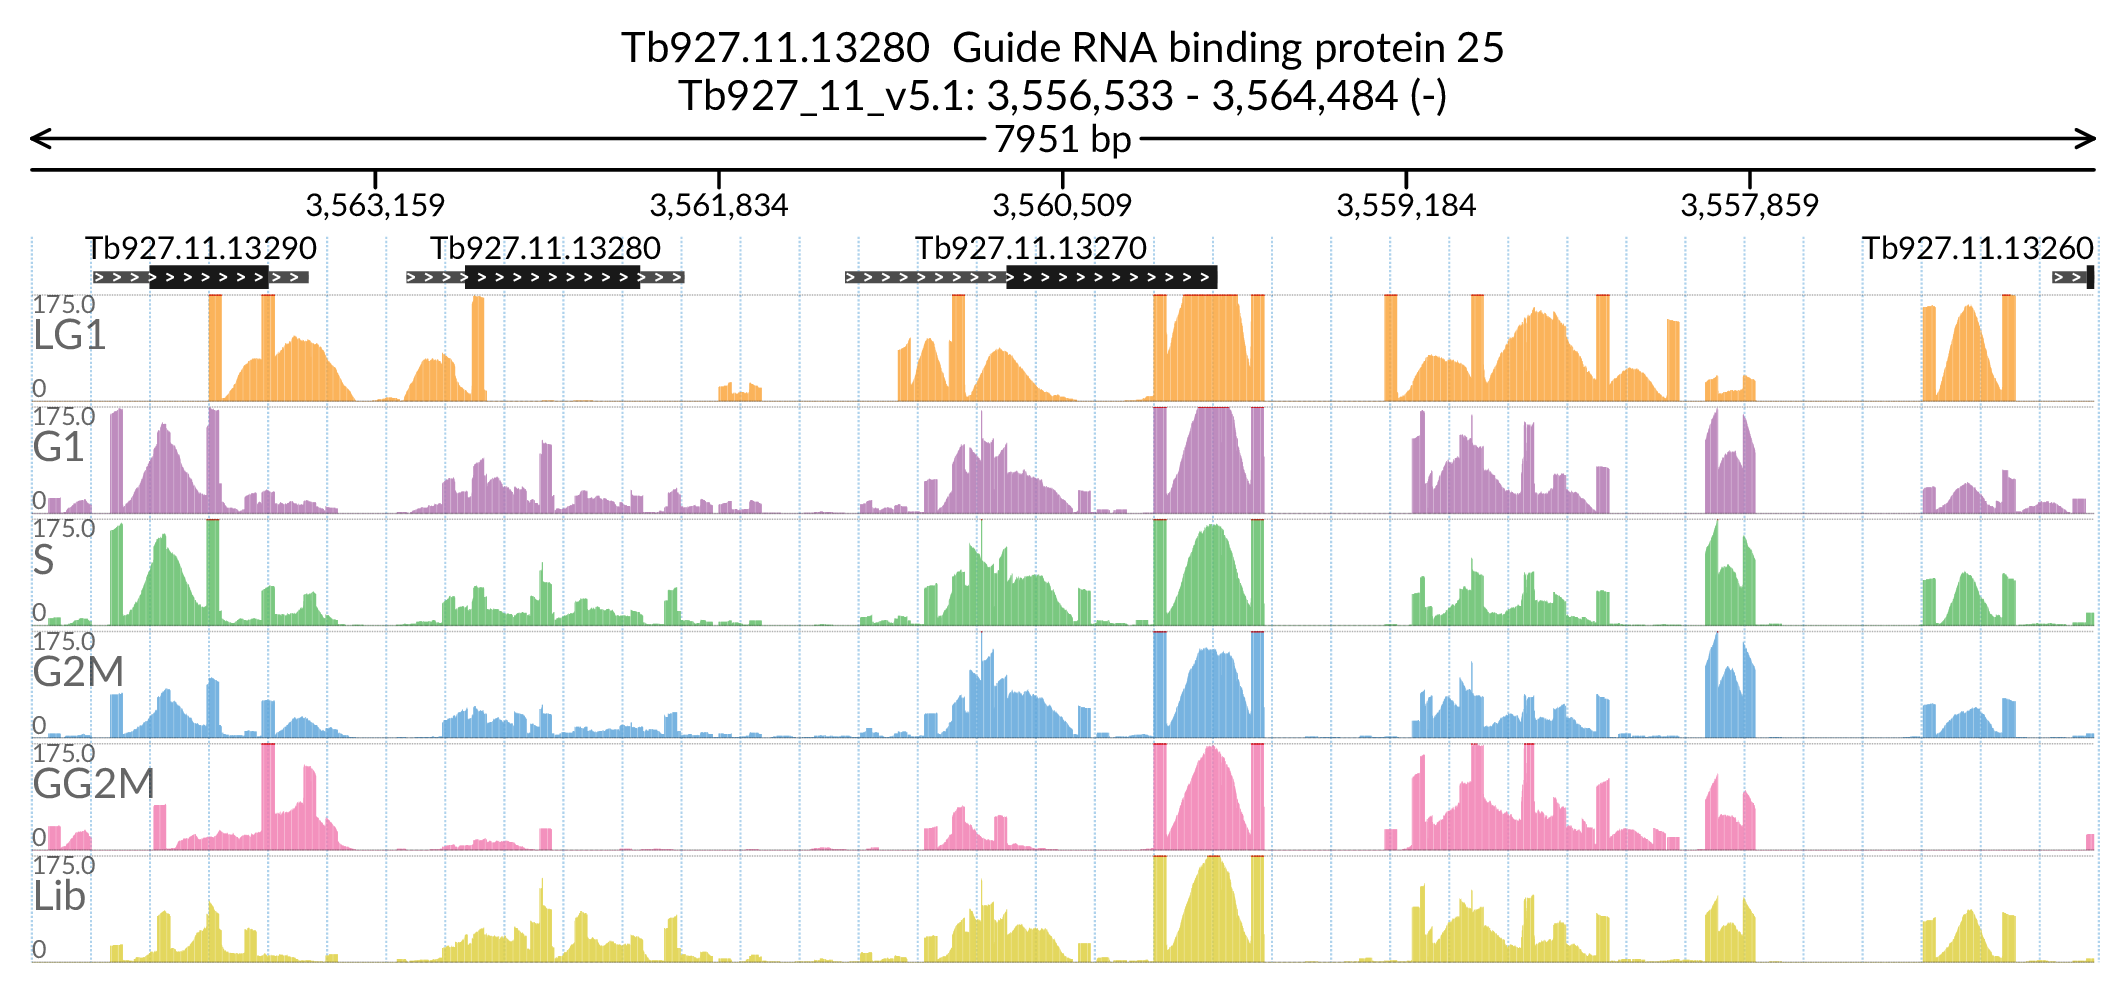 Tb927.11.13280  Guide RNA binding protein 25
Tb927_11_v5.1: 3,556,533 - 3,564,484 (-)
7951 bp
3,563,159 3,561,834 3,560,509 3,559,184 3,557,859
Tb927.11.13290 Tb927.11.13280 Tb927.11.13270 Tb927.11.13260
175.0
LG1
0
175.0
G1
0
175.0
S
0
175.0
G2M
0
175.0
GG2M
0
175.0
Lib
0